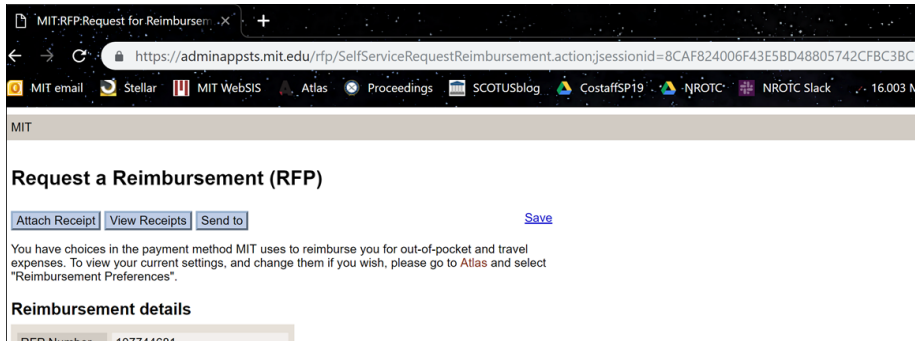 MIT:RFP:Request for Reimbursem
https://adminappsts.mit.edu/rfp/SelfServiceRequestReimbursement.action;jsessionid=8CAF824006F43E5BD48805742CFBC3BC
MIT email Stellar MIT WebSIS Atlas Proceedings SCOTUSblog CostaffSP19 NROTC NROTC Slack 16.003
MIT
Request a Reimbursement (RFP)
Attach Receipt View Receipts Send to Save
You have choices in the payment method MIT uses to reimburse you for out-of-pocket and travel
expenses. To view your current settings, and change them if you wish, please go to Atlas and select
"Reimbursement Preferences".
Reimbursement details
RFP Number